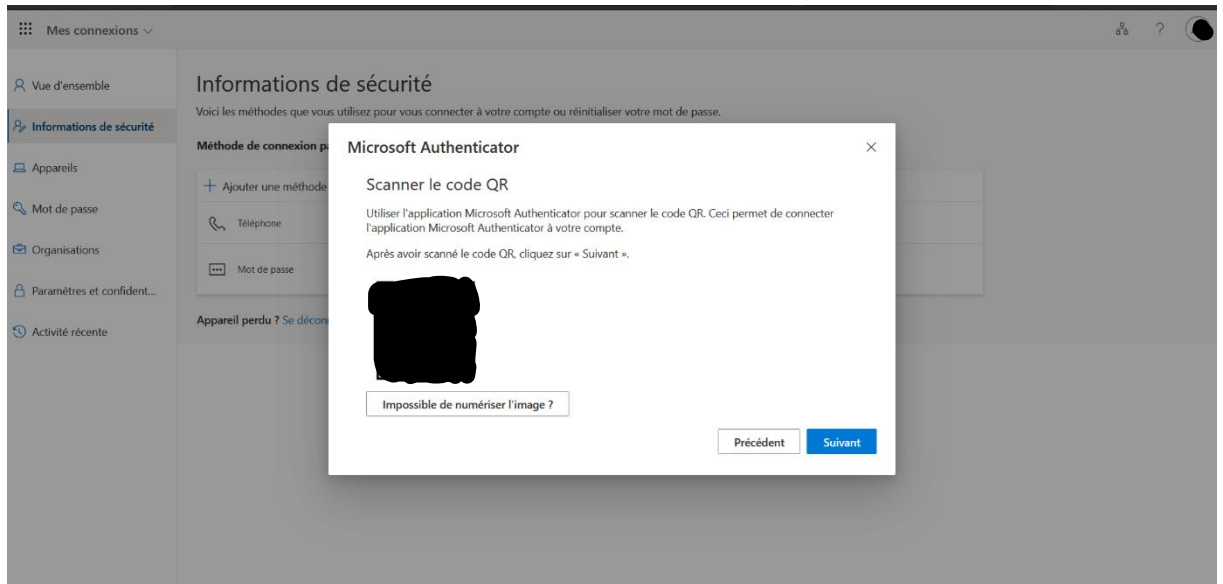 Mes connexions
?
Vue d'ensemble
Informations de sécurité
Appareils
Mot de passe
Organisations
Paramètres et confident...
Activité récente
Informations de sécurité
Voici les méthodes que vous utilisez pour vous connecter à votre compte ou réinitialiser votre mot de passe.
Méthode de connexion pa
+ Ajouter une méthode
Téléphone
Mot de passe
Appareil perdu ? Se décon
Microsoft Authenticator
Scanner le code QR
Utiliser l'application Microsoft Authenticator pour scanner le code QR. Ceci permet de connecter
l'application Microsoft Authenticator à votre compte.
Après avoir scanné le code QR, cliquez sur « Suivant ».
Impossible de numériser l'image ?
Précédent Suivant